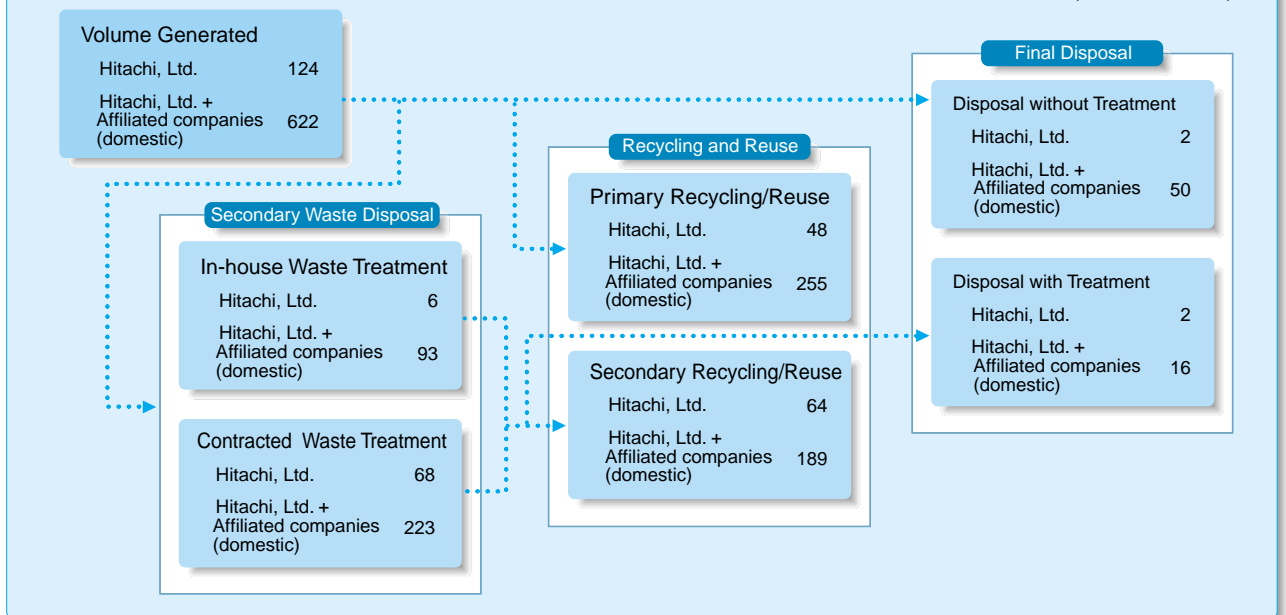 Volume Generated
Hitachi, Ltd. 124
Hitachi, Ltd. +
Affiliated companies 622
(domestic)
Final Disposal
Disposal without Treatment
Hitachi, Ltd. 2
Hitachi, Ltd. +
Affiliated companies 50
(domestic)
Disposal with Treatment
Hitachi, Ltd. 2
Hitachi, Ltd. +
Affiliated companies 16
(domestic)
Recycling and Reuse
Primary Recycling/Reuse
Hitachi, Ltd. 48
Hitachi, Ltd. +
Affiliated companies 255
(domestic)
Secondary Recycling/Reuse
Hitachi, Ltd. 64
Hitachi, Ltd. +
Affiliated companies 189
(domestic)
Secondary Waste Disposal
In-house Waste Treatment
Hitachi, Ltd. 6
Hitachi, Ltd. +
Affiliated companies 93
(domestic)
Contracted Waste Treatment
Hitachi, Ltd. 68
Hitachi, Ltd. +
Affiliated companies 223
(domestic)